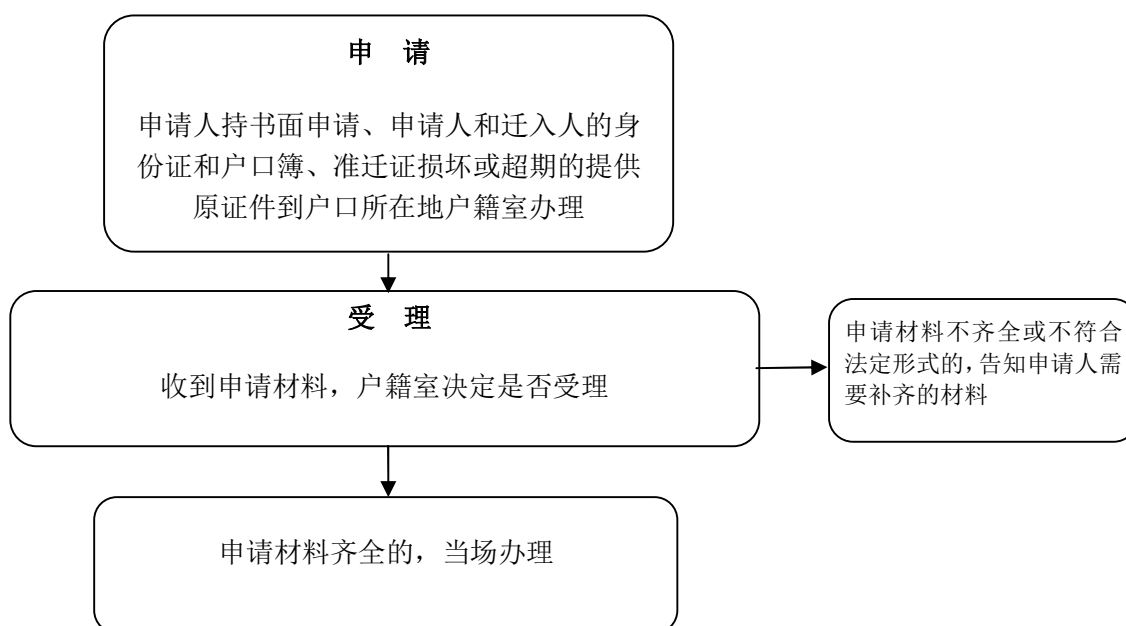 申 请
申请人持书面申请、申请人和迁入人的身
份证和户口簿、准迁证损坏或超期的提供
原证件到户口所在地户籍室办理
受 理
收到申请材料，户籍室决定是否受理
申请材料不齐全或不符合
法定形式的，告知申请人需
要补齐的材料
申请材料齐全的，当场办理